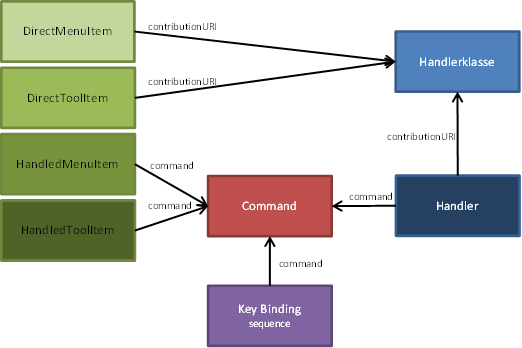 DirectMenuItem
contributionURI
Handlerklasse
contributionURI
DirectToolItem
contributionURI
HandledMenuItem
command
command
command
HandledToolItem
Command
Handler
command
Key Binding
sequence